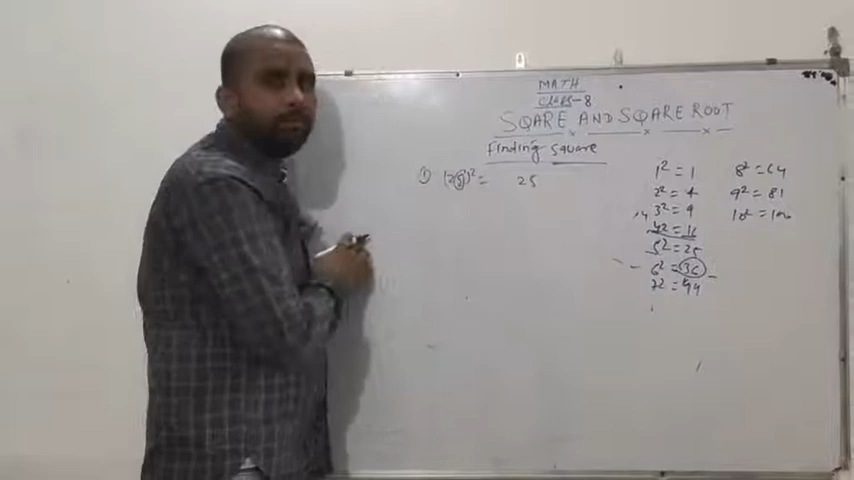 MATH
CLASS-8
SQARE AND SQARE ROOT
Finding square
① (25)² = 25
1² = 1
2² = 4
3² = 9
4² = 16
5² = 25
6² = 36
7² = 49
8² = 64
9² = 81
10² = 100